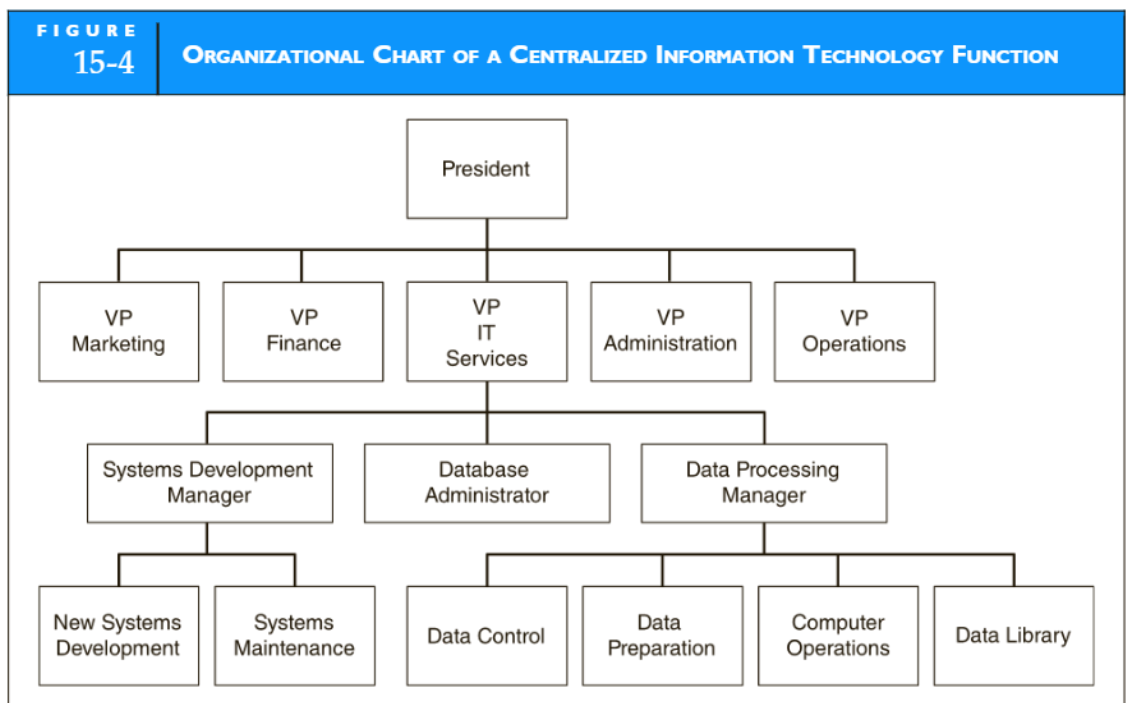 FIGURE
15-4
ORGANIZATIONAL CHART OF A CENTRALIZED INFORMATION TECHNOLOGY FUNCTION
President
VP
Marketing
VP
Finance
VP
IT
Services
VP
Administration
VP
Operations
Systems Development
Manager
Database
Administrator
Data Processing
Manager
New Systems
Development
Systems
Maintenance
Data Control
Data
Preparation
Computer
Operations
Data Library